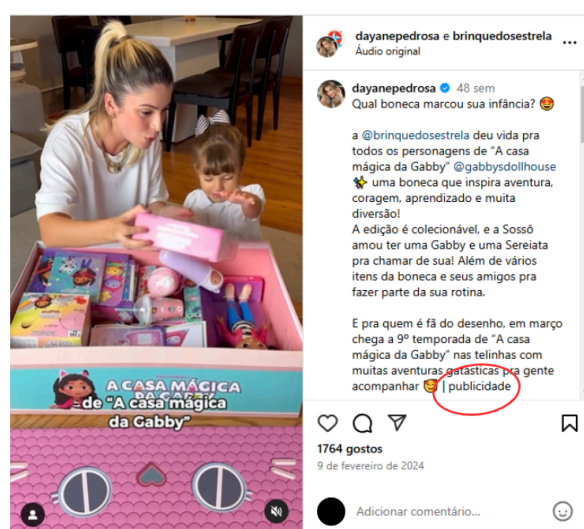 dayanepedrosa e brinquedosestrela
Áudio original
...
dayanepedrosa 48 sem
Qual boneca marcou sua infância? 🤩
a @brinquedosestrela deu vida pra
todos os personagens de "A casa
mágica da Gabby" @gabbysdollhouse
✨ uma boneca que inspira aventura,
coragem, aprendizado e muita
diversão!
A edição é colecionável, e a Sossô
amou ter uma Gabby e uma Sereiata
pra chamar de sua! Além de vários
itens da boneca e seus amigos pra
fazer parte da sua rotina.
E pra quem é fã do desenho, em março
chega a 9º temporada de "A casa
mágica da Gabby" nas telinhas com
muitas aventuras gatásticas pra gente
acompanhar 🥰 | publicidade
A CASA MÁGICA
DA GABBY
de "A casa mágica
da Gabby"
1764 gostos
9 de fevereiro de 2024
Adicionar comentário...